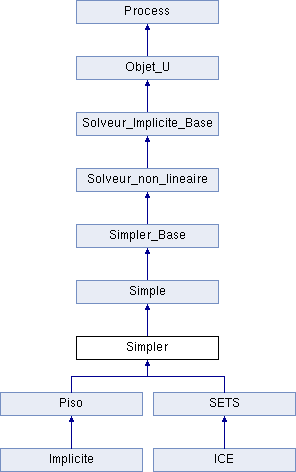 Process
Objet_U
Solveur_Implicite_Base
Solveur_non_lineaire
Simpler_Base
Simple
Simpler
Piso SETS
Implicite ICE